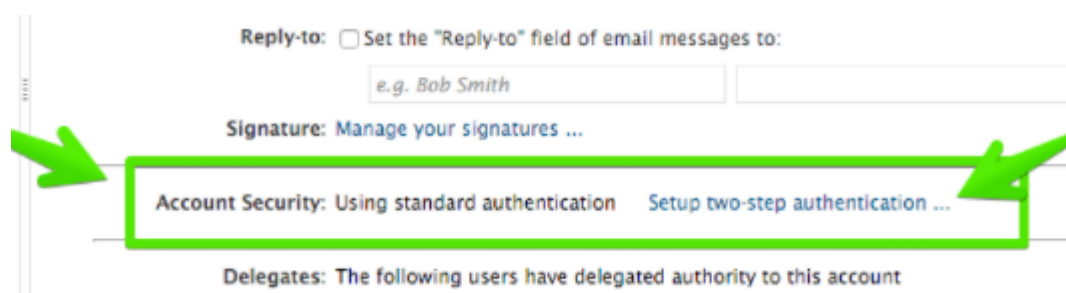 Reply-to: Set the "Reply-to" field of email messages to:
e.g. Bob Smith
Signature: Manage your signatures ...
Account Security: Using standard authentication Setup two-step authentication ...
Delegates: The following users have delegated authority to this account